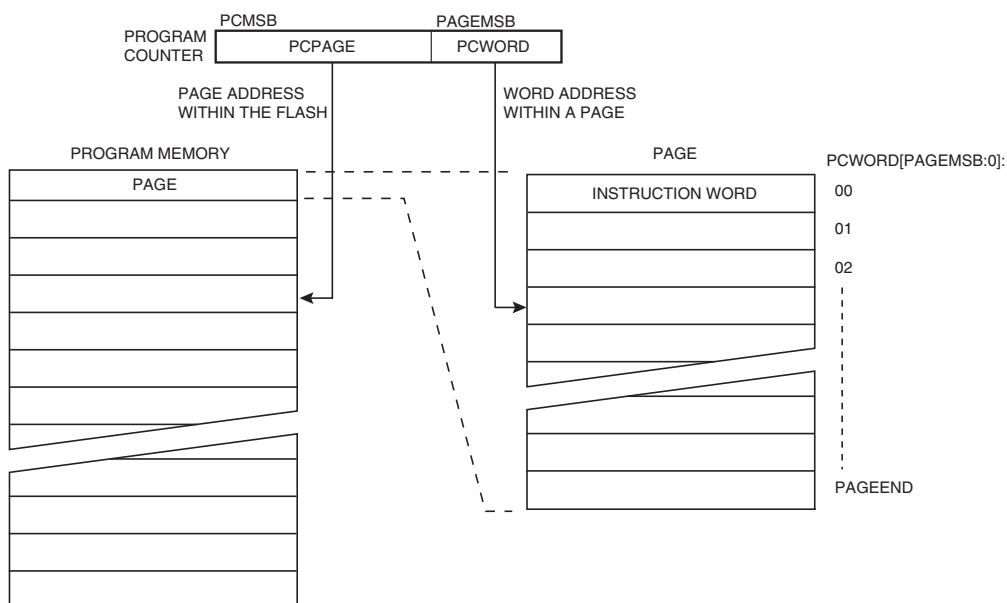 PCMSB PAGEMSB
PROGRAM
COUNTER
PCPAGE PCWORD
PAGE ADDRESS
WITHIN THE FLASH
WORD ADDRESS
WITHIN A PAGE
PROGRAM MEMORY
PAGE
PAGE
INSTRUCTION WORD
PCWORD[PAGEMSB:0]:
00
01
02
PAGEEND